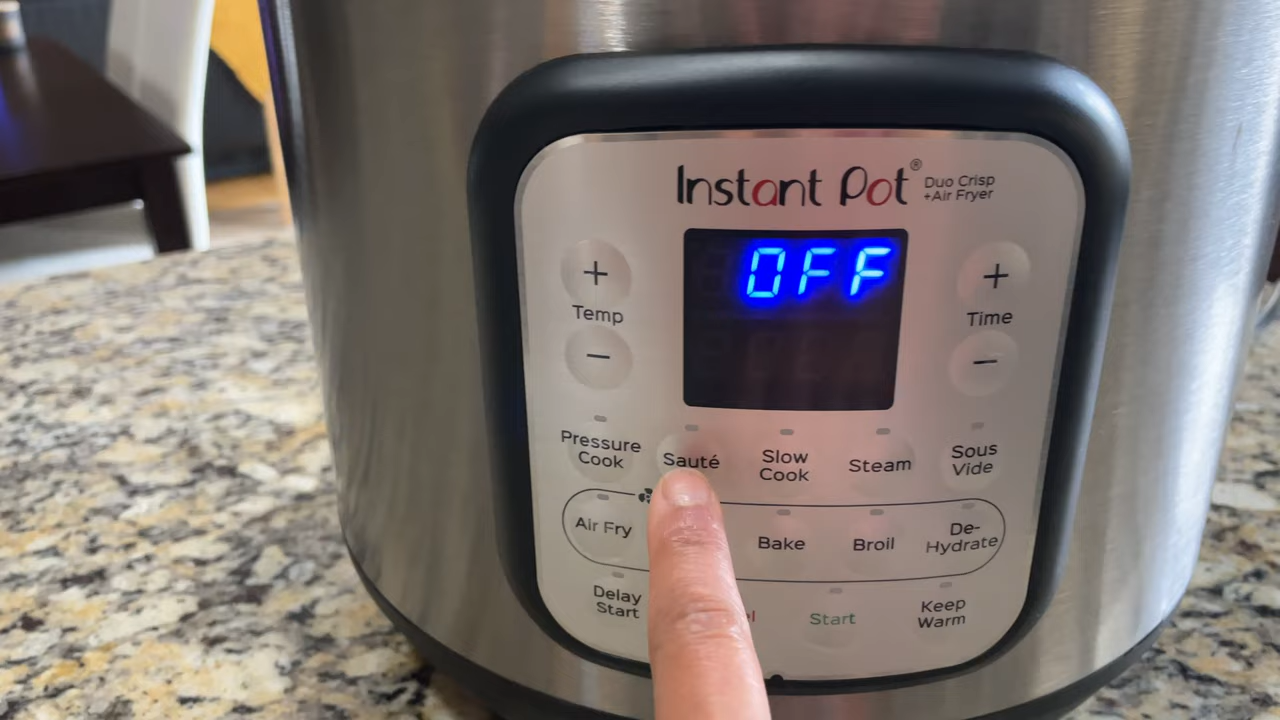 Instant Pot®
Duo Crisp
+Air Fryer
OFF
+
Temp
−
+
Time
−
Pressure
Cook
Sauté
Slow
Cook
Steam
Sous
Vide
Air Fry
Bake
Broil
De-
Hydrate
Delay
Start
Start
Keep
Warm